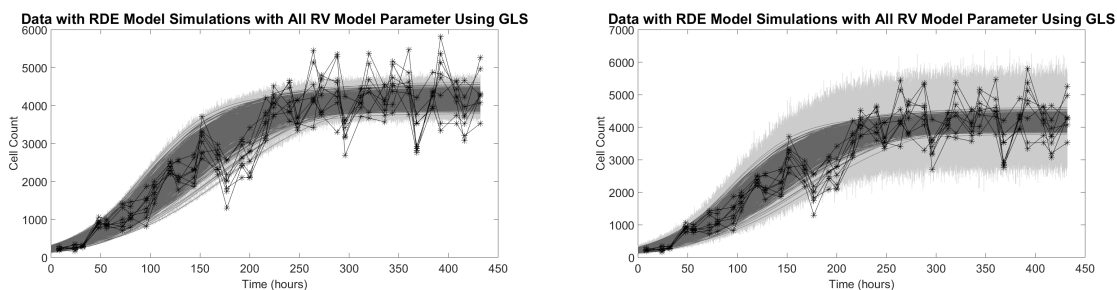 Data with RDE Model Simulations with All RV Model Parameter Using GLS
6000
5000
4000
3000
2000
1000
0
Cell Count
0 50 100 150 200 250 300 350 400 450
Time (hours)
Data with RDE Model Simulations with All RV Model Parameter Using GLS
7000
6000
5000
4000
3000
2000
1000
0
Cell Count
0 50 100 150 200 250 300 350 400 450
Time (hours)